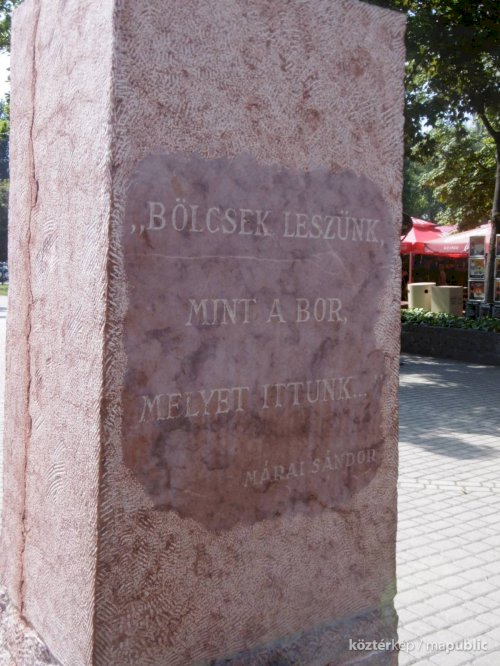 „BÖLCSEK LESZÜNK,
MINT A BOR,
MELYET ITTUNK..."
MÁRAI SÁNDOR
köztérkép / mapublic